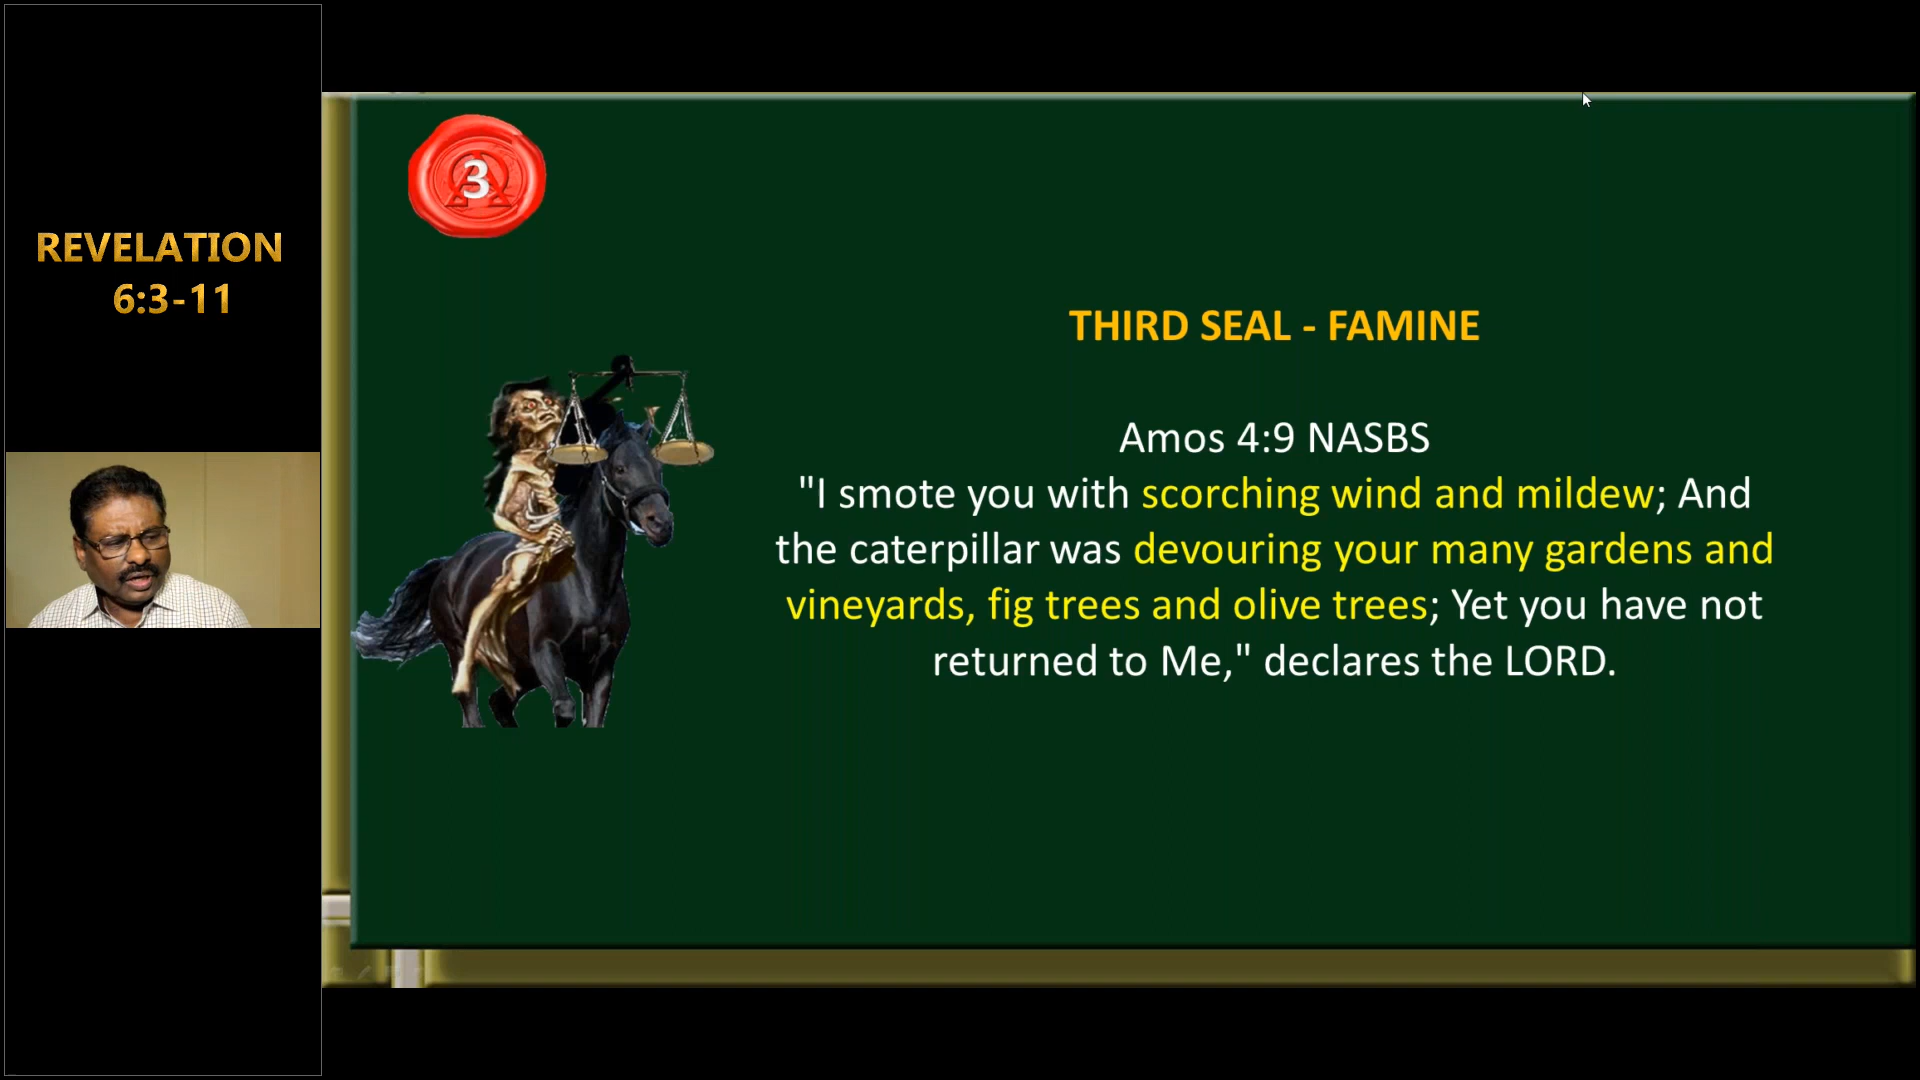 REVELATION
6:3-11
3
THIRD SEAL - FAMINE
Amos 4:9 NASBS
"I smote you with scorching wind and mildew; And
the caterpillar was devouring your many gardens and
vineyards, fig trees and olive trees; Yet you have not
returned to Me," declares the LORD.